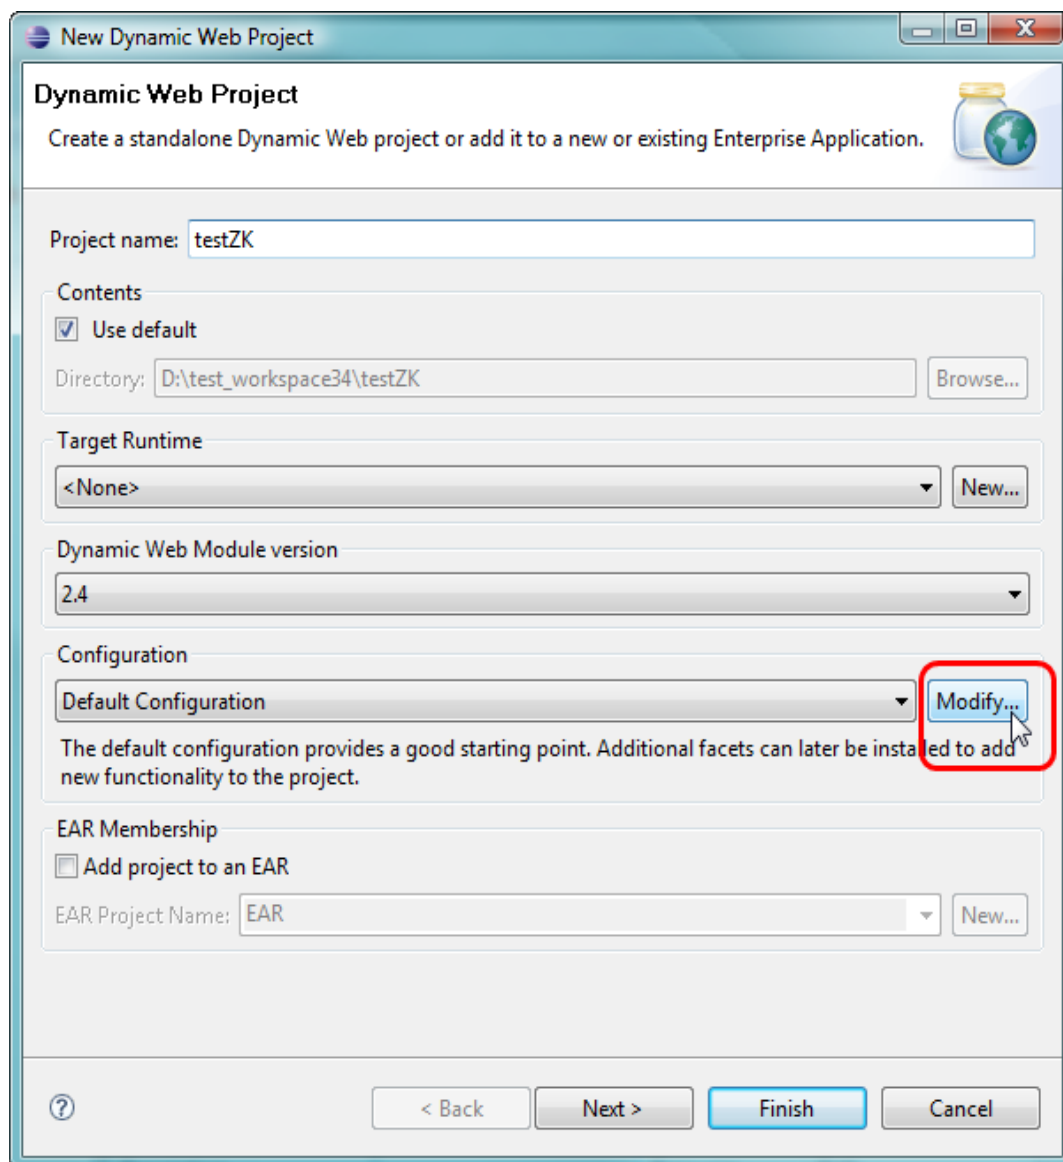 New Dynamic Web Project
X
Dynamic Web Project
Create a standalone Dynamic Web project or add it to a new or existing Enterprise Application.
Project name: testZK
Contents
Use default
Directory: D:\test_workspace34\testZK Browse...
Target Runtime
<None> New...
Dynamic Web Module version
2.4
Configuration
Default Configuration Modify...
The default configuration provides a good starting point. Additional facets can later be installed to add
new functionality to the project.
EAR Membership
Add project to an EAR
EAR Project Name: EAR New...
? < Back Next > Finish Cancel